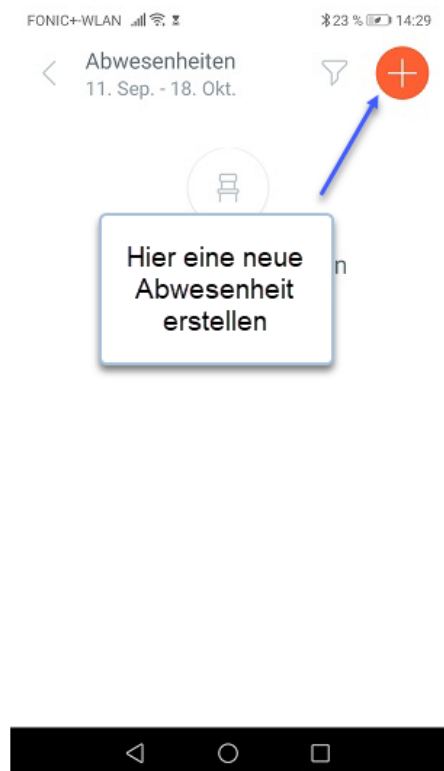 FONIC+-WLAN 23 % 14:29
Abwesenheiten
11. Sep. - 18. Okt.
Hier eine neue
Abwesenheit
erstellen
n